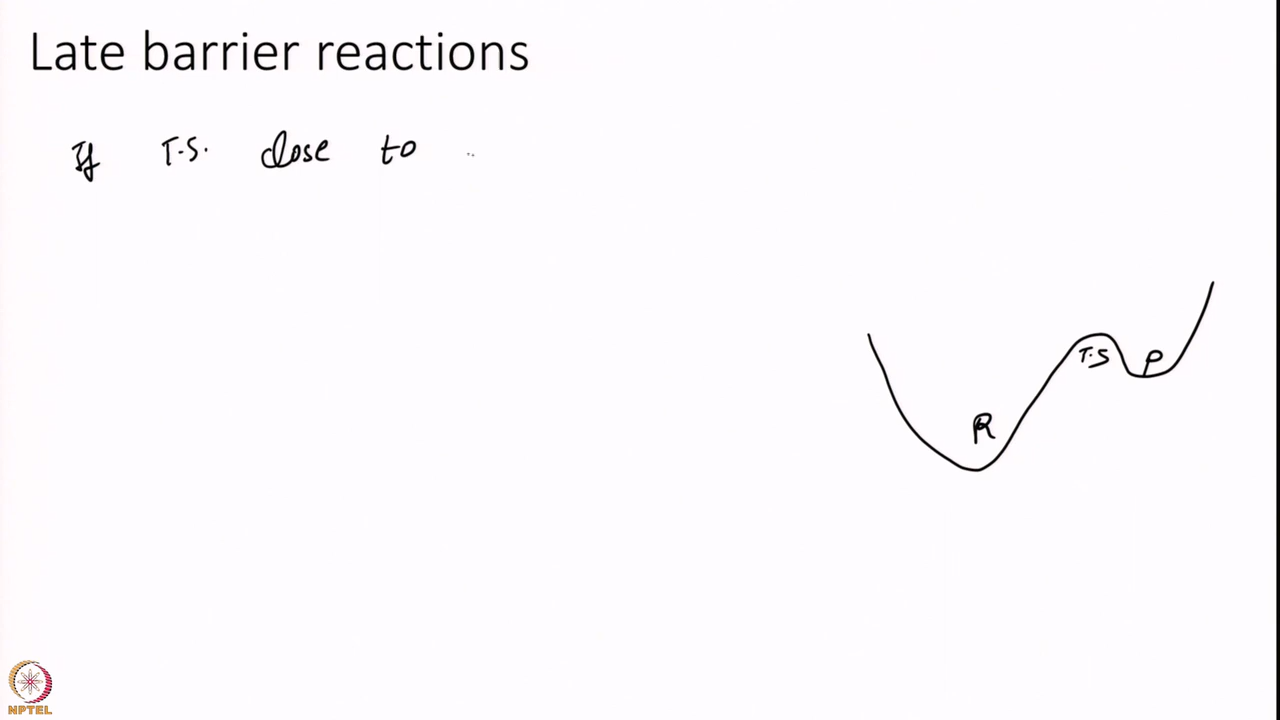 Late barrier reactions
If T.S. close to
T.S
P
R
NPTEL